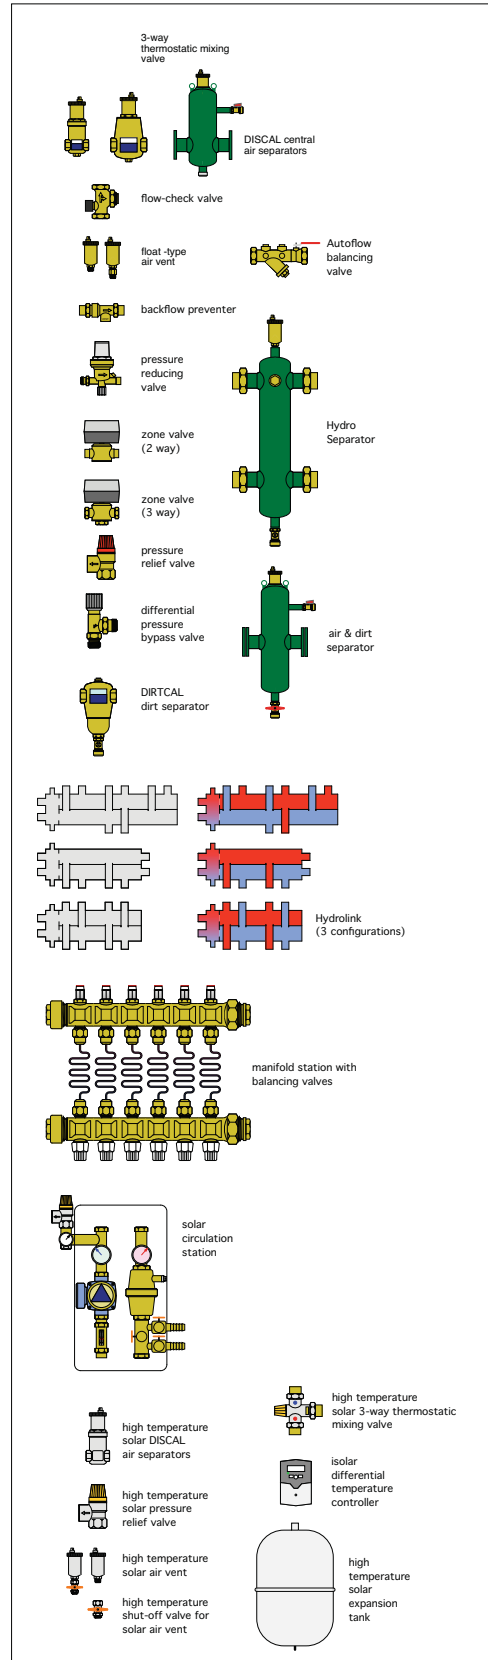 3-way
thermostatic mixing
valve
DISCAL central
air separators
flow-check valve
float -type
air vent
Autoflow
balancing
valve
backflow preventer
pressure
reducing
valve
Hydro
Separator
zone valve
(2 way)
zone valve
(3 way)
pressure
relief valve
differential
pressure
bypass valve
air & dirt
separator
DIRTCAL
dirt separator
Hydrolink
(3 configurations)
manifold station with
balancing valves
solar
circulation
station
high temperature
solar 3-way thermostatic
mixing valve
high temperature
solar DISCAL
air separators
isolar
differential
temperature
controller
high temperature
solar pressure
relief valve
high temperature
solar air vent
high
temperature
solar
expansion
tank
high temperature
shut-off valve for
solar air vent